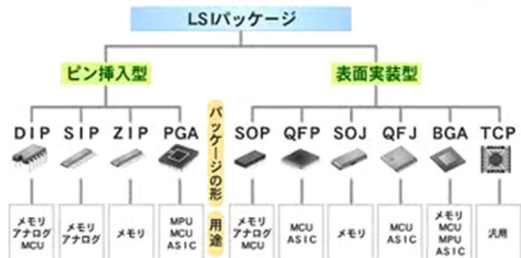 LSIパッケージ
ピン挿入型
表面実装型
DIP
SIP
ZIP
PGA
パッケージの形
SOP
QFP
SOJ
QFJ
BGA
TCP
メモリ
アナログ
MCU
メモリ
アナログ
メモリ
MPU
MCU
ASIC
用途
メモリ
アナログ
MCU
MCU
ASIC
メモリ
MCU
ASIC
メモリ
MCU
MPU
ASIC
汎用